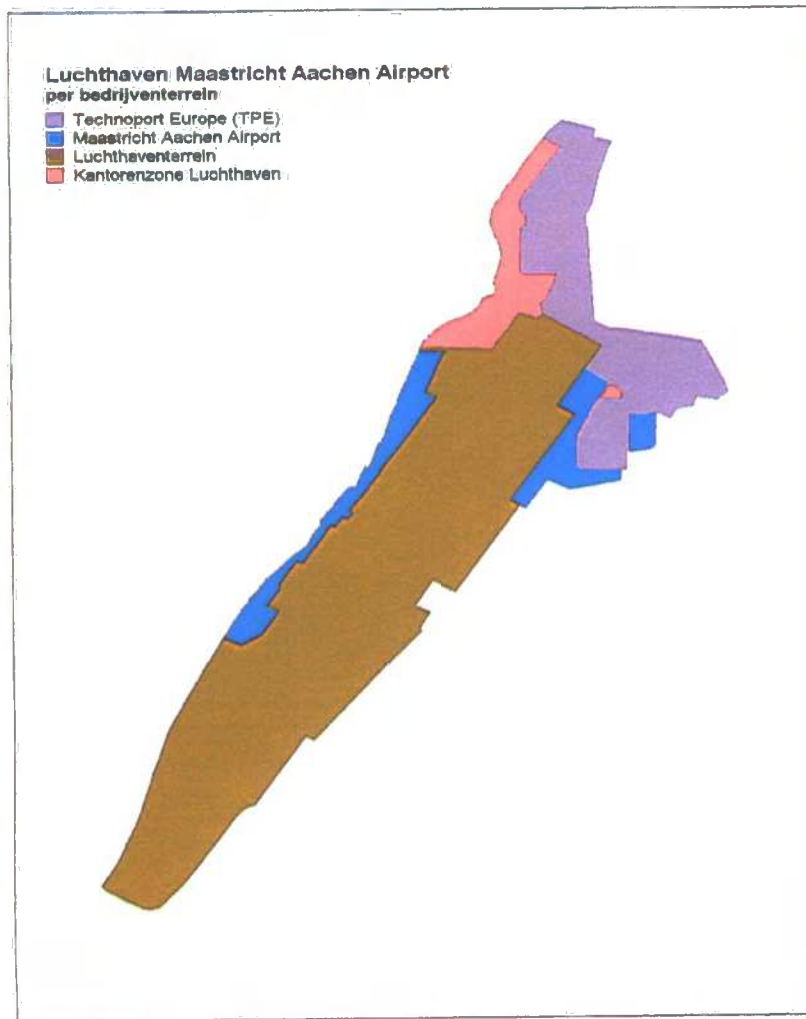 Luchthaven Maastricht Aachen Airport
per bedrijventerrein
Technoport Europe (TPE)
Maastricht Aachen Airport
Luchthaventerrein
Kantorenzone Luchthaven